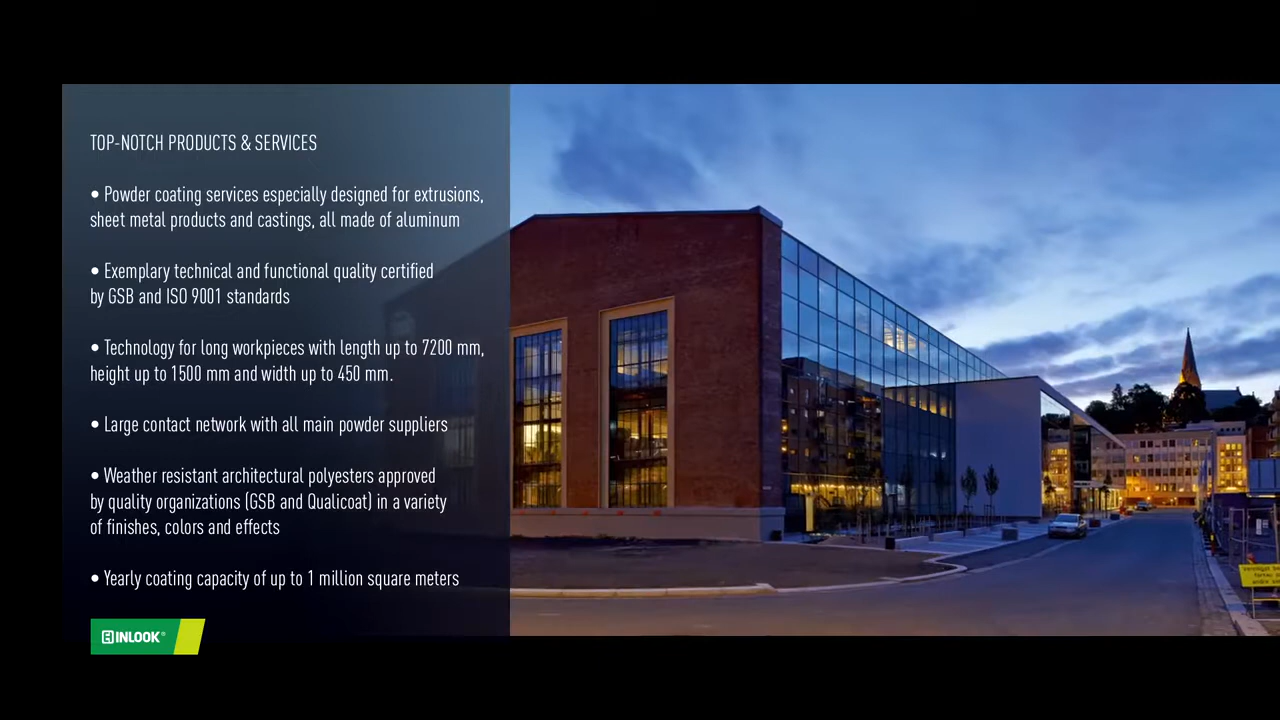 TOP-NOTCH PRODUCTS & SERVICES
• Powder coating services especially designed for extrusions,
sheet metal products and castings, all made of aluminum
• Exemplary technical and functional quality certified
by GSB and ISO 9001 standards
• Technology for long workpieces with length up to 7200 mm,
height up to 1500 mm and width up to 450 mm.
• Large contact network with all main powder suppliers
• Weather resistant architectural polyesters approved
by quality organizations (GSB and Qualicoat) in a variety
of finishes, colors and effects
• Yearly coating capacity of up to 1 million square meters
INLOOK®